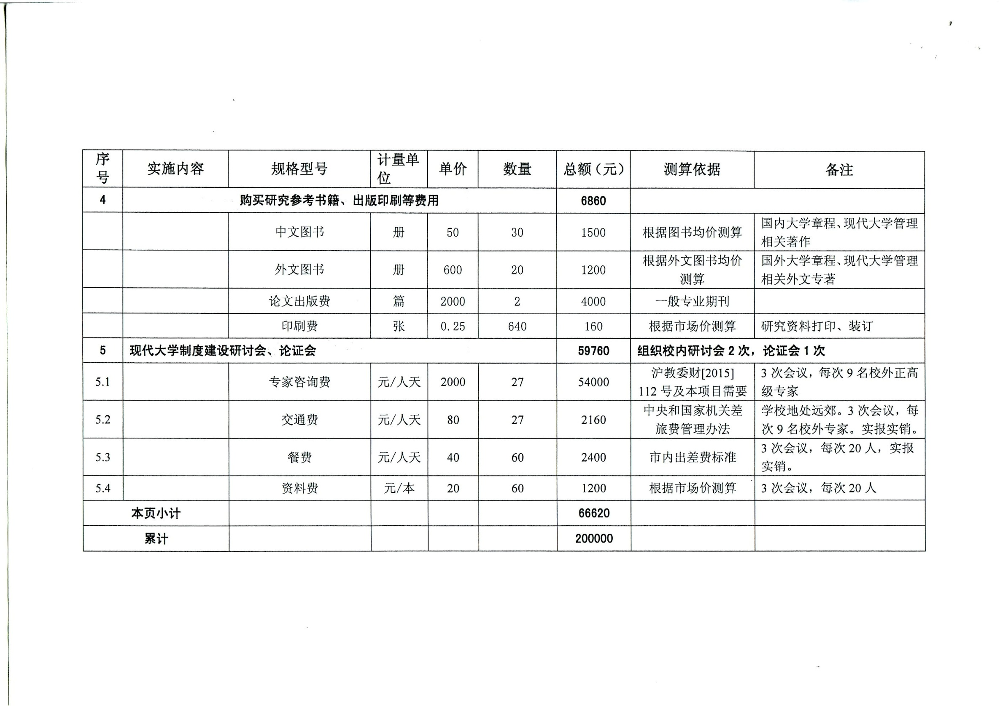 序号 实施内容 规格型号 计量单位 单价 数量 总额（元） 测算依据 备注
4 购买研究参考书籍、出版印刷等费用 6860
中文图书 册 50 30 1500 根据图书均价测算 国内大学章程、现代大学管理相关著作
外文图书 册 600 20 1200 根据外文图书均价测算 国外大学章程、现代大学管理相关外文专著
论文出版费 篇 2000 2 4000 一般专业期刊
印刷费 张 0.25 640 160 根据市场价测算 研究资料打印、装订
5 现代大学制度建设研讨会、论证会 59760 组织校内研讨会 2 次，论证会 1 次
5.1 专家咨询费 元/人天 2000 27 54000 沪教委财[2015]112 号及本项目需要 3 次会议，每次 9 名校外正高级专家
5.2 交通费 元/人天 80 27 2160 中央和国家机关差旅费管理办法 学校地处远郊。3 次会议，每次 9 名校外专家。实报实销。
5.3 餐费 元/人天 40 60 2400 市内出差费标准 3 次会议，每次 20 人，实报实销。
5.4 资料费 元/本 20 60 1200 根据市场价测算 3 次会议，每次 20 人
本页小计 66620
累计 200000